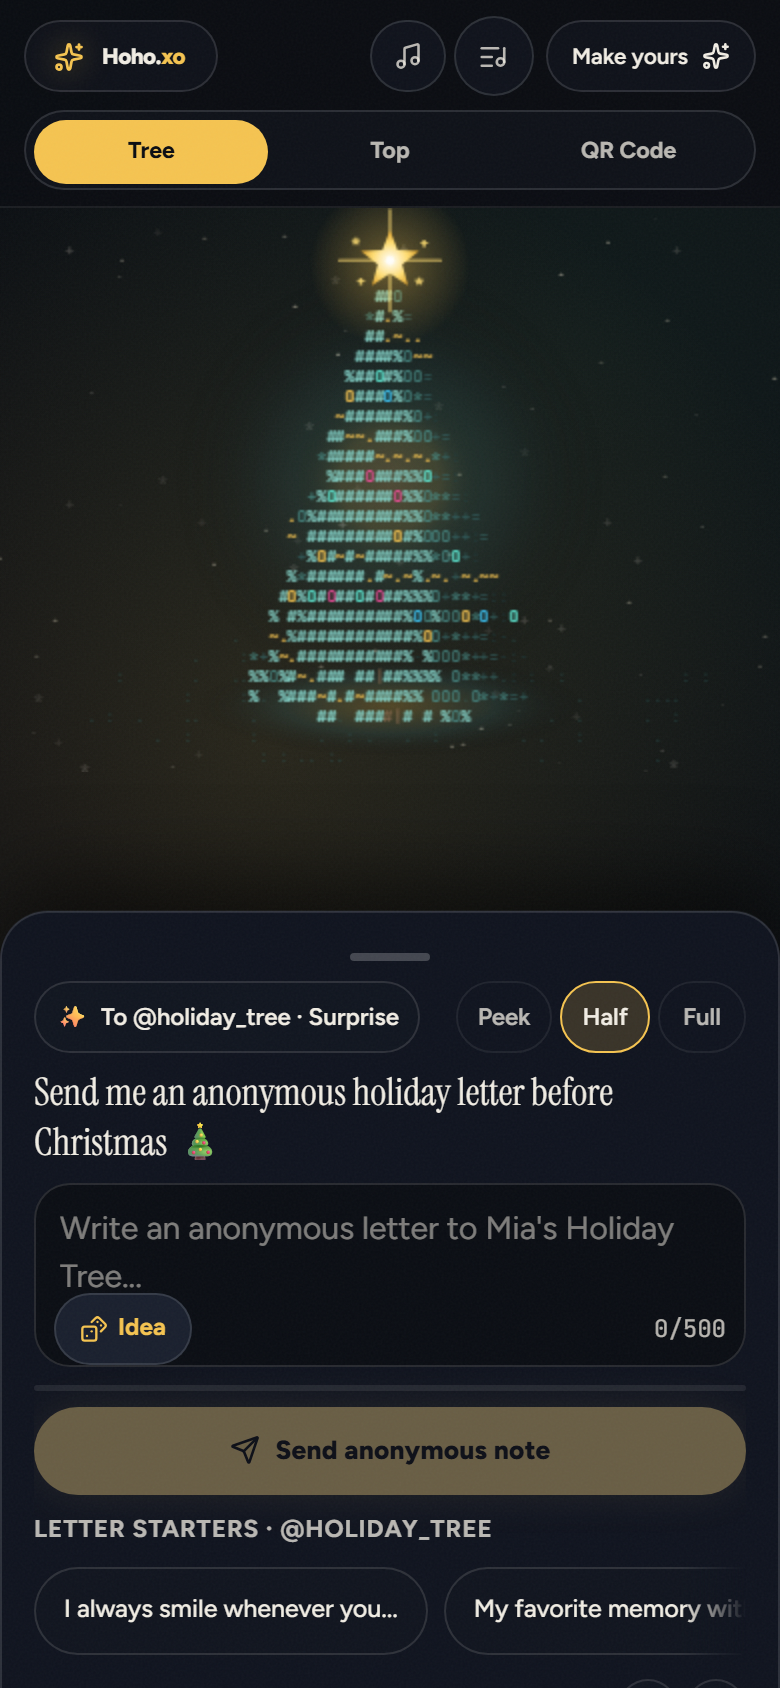 Hoho.xo
Make yours
Tree
Top
QR Code
To @holiday_tree · Surprise
Peek
Half
Full
Send me an anonymous holiday letter before
Christmas 🎄
Write an anonymous letter to Mia's Holiday
Tree...
Idea
0/500
Send anonymous note
LETTER STARTERS · @HOLIDAY_TREE
I always smile whenever you...
My favorite memory